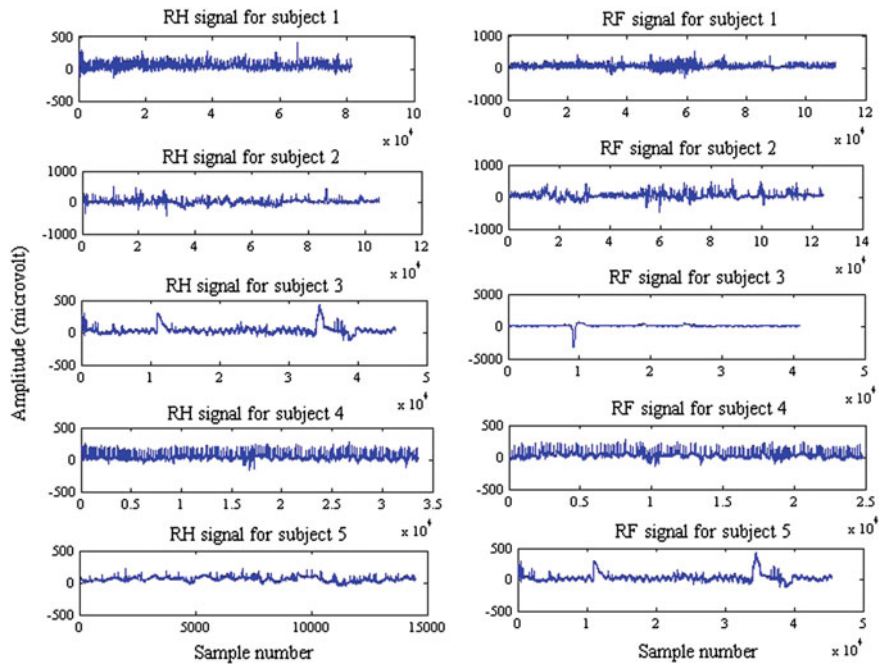 RH signal for subject 1
500
0
-500
0 2 4 6 8 10
x 10⁴
RF signal for subject 1
1000
0
-1000
0 2 4 6 8 10 12
x 10⁴
RH signal for subject 2
1000
0
-1000
0 2 4 6 8 10 12
x 10⁴
RF signal for subject 2
1000
0
-1000
0 2 4 6 8 10 12 14
x 10⁴
Amplitude (microvolt)
RH signal for subject 3
500
0
-500
0 1 2 3 4 5
x 10⁴
RF signal for subject 3
5000
0
-5000
0 1 2 3 4 5
x 10⁴
RH signal for subject 4
500
0
-500
0 0.5 1 1.5 2 2.5 3 3.5
x 10⁴
RF signal for subject 4
500
0
-500
0 0.5 1 1.5 2 2.5
x 10⁴
RH signal for subject 5
500
0
-500
0 5000 10000 15000
Sample number
RF signal for subject 5
500
0
-500
0 1 2 3 4 5
Sample number
x 10⁴